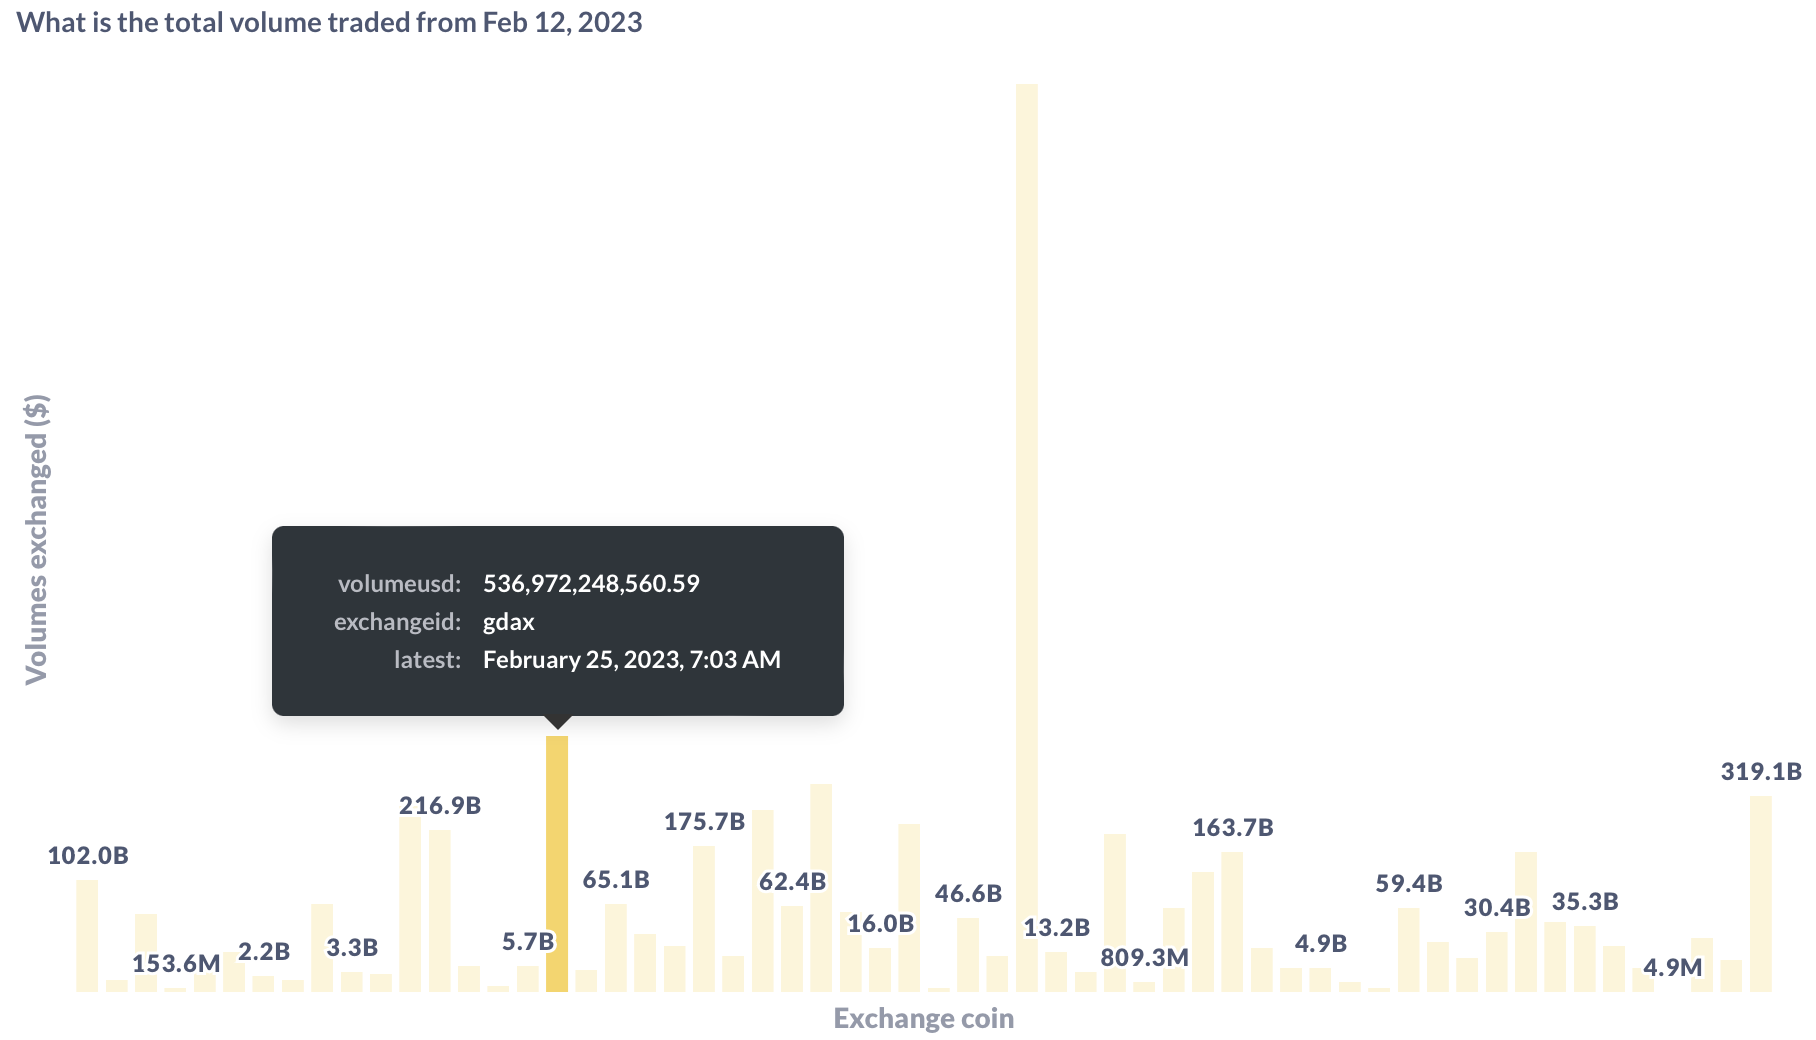 What is the total volume traded from Feb 12, 2023
Volumes exchanged ($)
volumeusd: 536,972,248,560.59
exchangeid: gdax
latest: February 25, 2023, 7:03 AM
102.0B
153.6M
2.2B
3.3B
216.9B
5.7B
65.1B
175.7B
62.4B
16.0B
46.6B
13.2B
809.3M
163.7B
4.9B
59.4B
30.4B
35.3B
4.9M
319.1B
Exchange coin